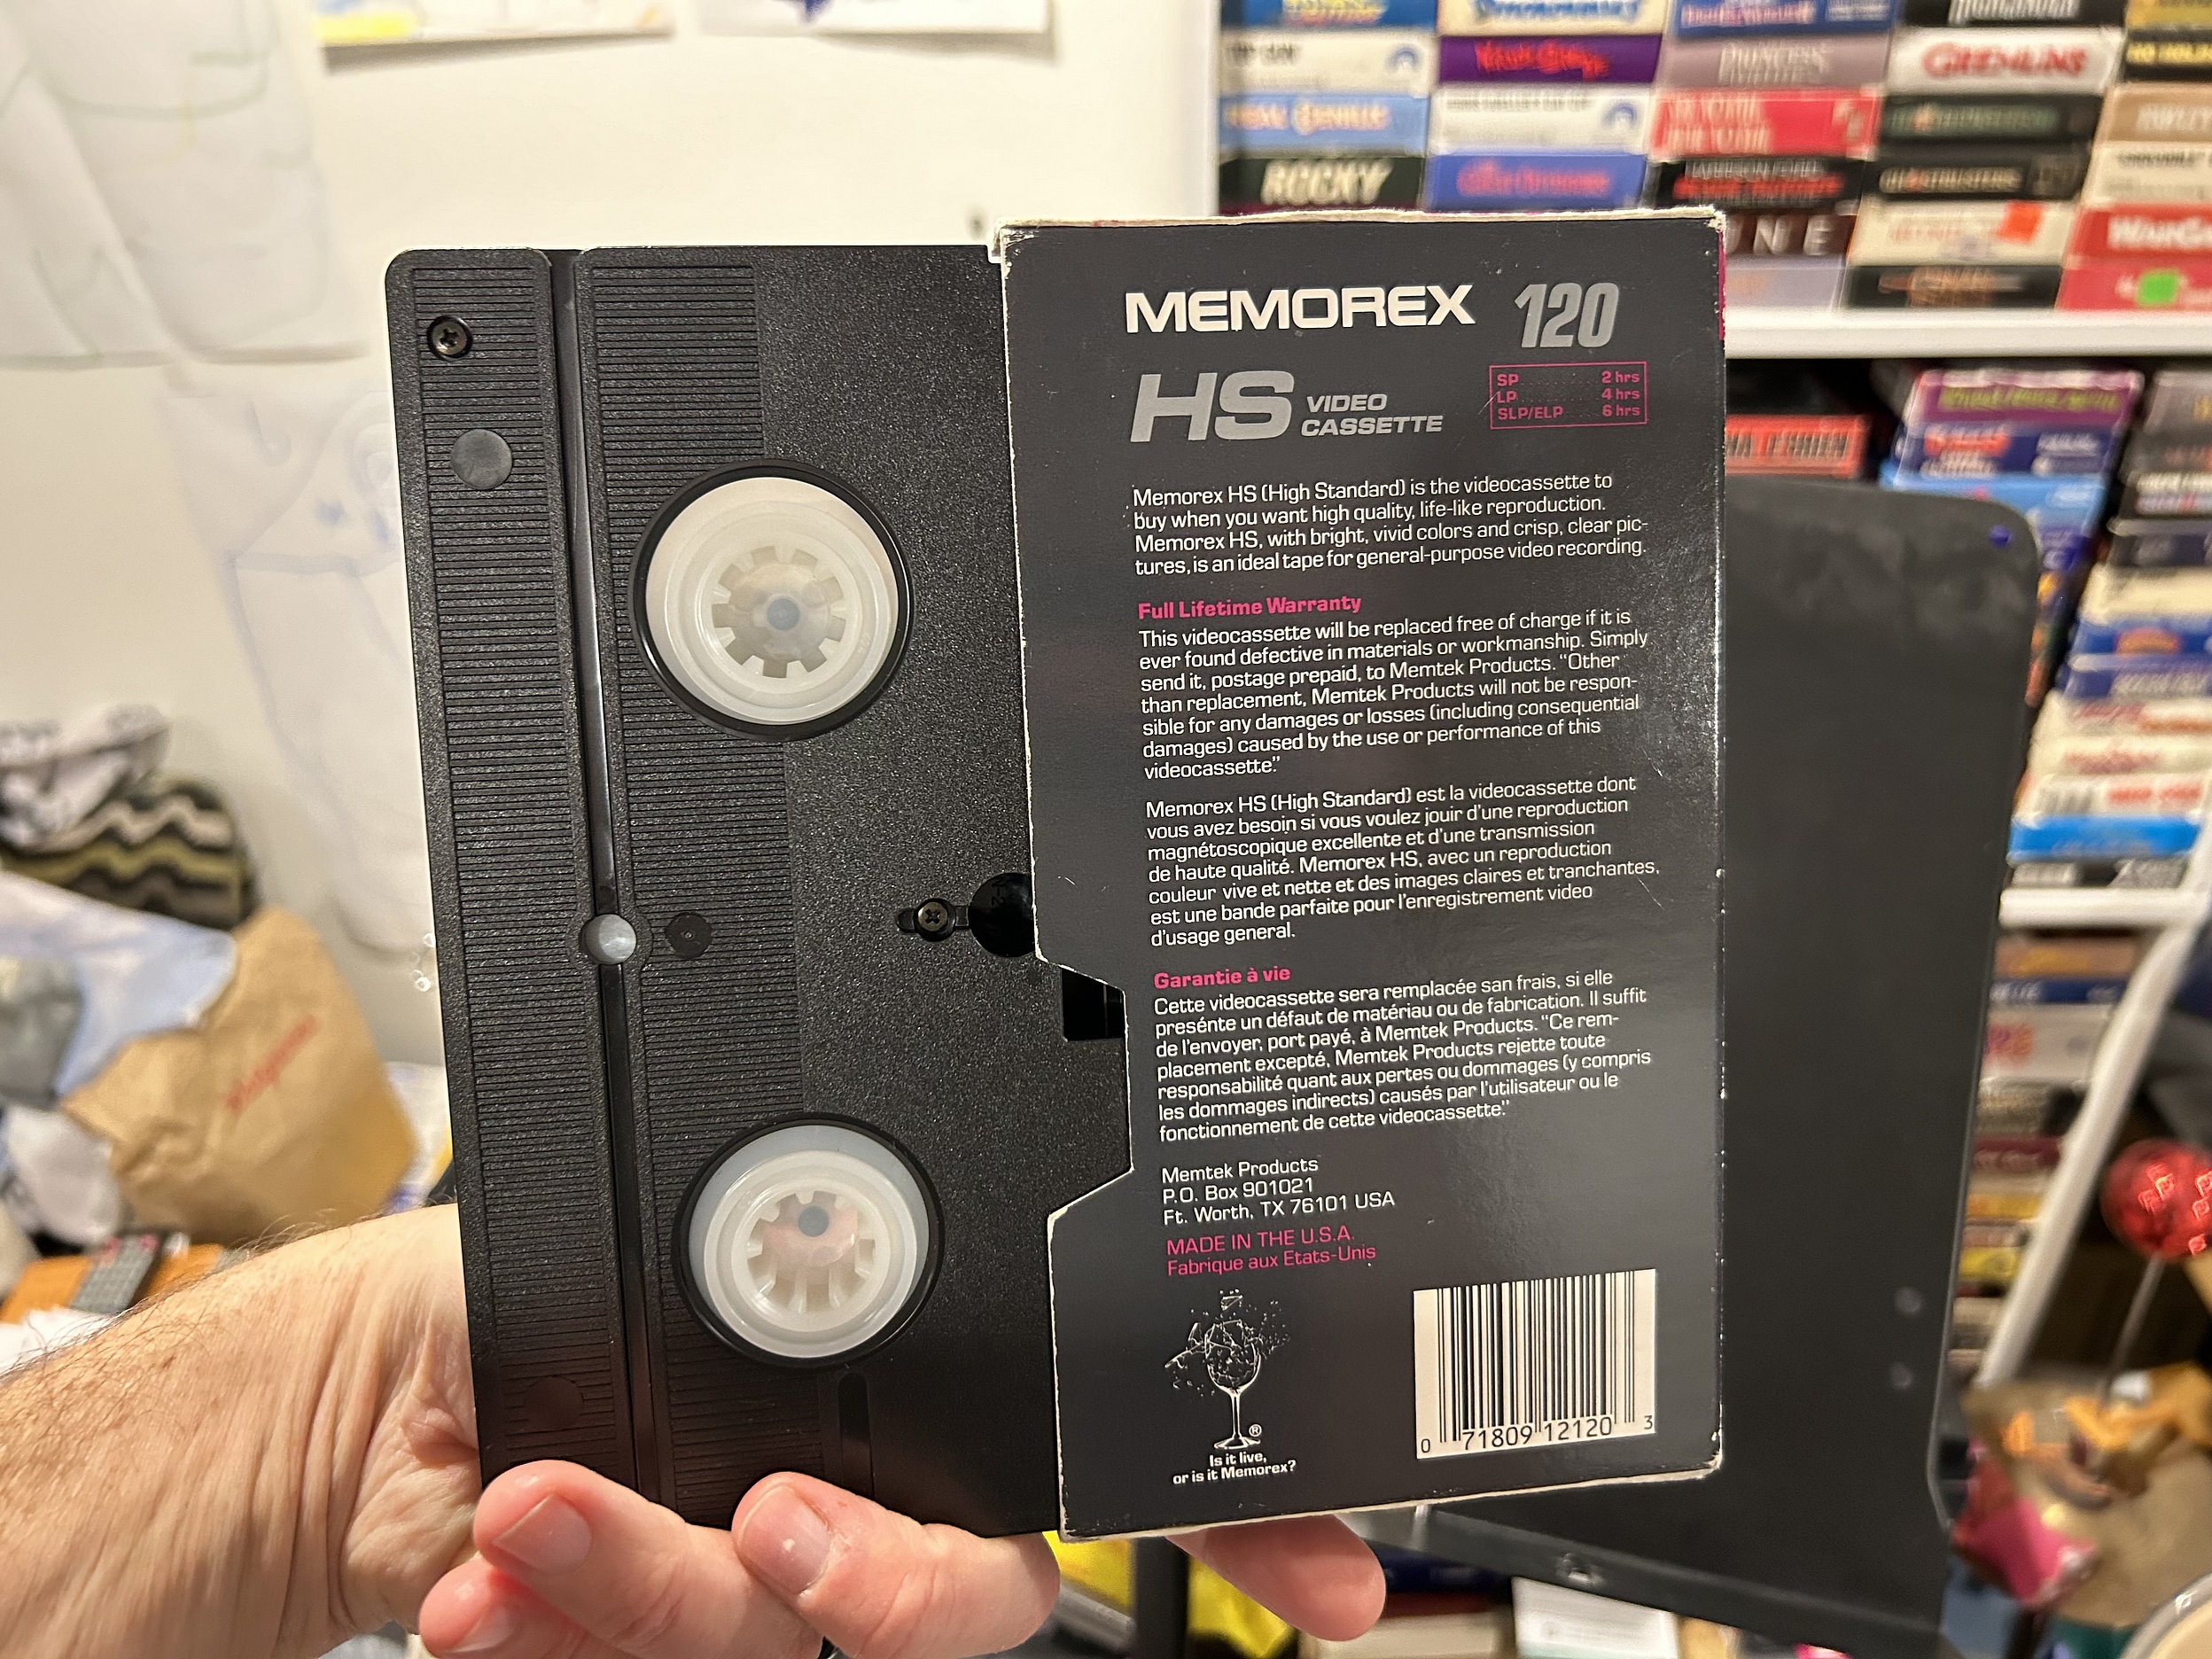 MEMOREX 120
HS VIDEO
CASSETTE
SP 2 hrs
LP 4 hrs
SLP/ELP 6 hrs
Memorex HS (High Standard) is the videocassette to
buy when you want high quality, life-like reproduction.
Memorex HS, with bright, vivid colors and crisp, clear pic-
tures, is an ideal tape for general-purpose video recording.
Full Lifetime Warranty
This videocassette will be replaced free of charge if it is
ever found defective in materials or workmanship. Simply
send it, postage prepaid, to Memtek Products. "Other
than replacement, Memtek Products will not be respon-
sible for any damages or losses (including consequential
damages) caused by the use or performance of this
videocassette."
Memorex HS (High Standard) est la videocassette dont
vous avez besoin si vous voulez jouir d'une reproduction
magnétoscopique excellente et d'une transmission
de haute qualité. Memorex HS, avec un reproduction
couleur vive et nette et des images claires et tranchantes,
est une bande parfaite pour l'enregistrement video
d'usage general.
Garantie à vie
Cette videocassette sera remplacée san frais, si elle
presénte un défaut de matériau ou de fabrication. Il suffit
de l'envoyer, port payé, à Memtek Products. "Ce rem-
placement excepté, Memtek Products rejette toute
responsabilité quant aux pertes ou dommages (y compris
les dommages indirects) causés par l'utilisateur ou le
fonctionnement de cette videocassette."
Memtek Products
P.O. Box 901021
Ft. Worth, TX 76101 USA
MADE IN THE U.S.A.
Fabrique aux Etats-Unis
®
Is it live,
or is it Memorex?
0 71809 12120 3
GREMLINS
PRINCESS
ROCKY
GHOSTBUSTERS